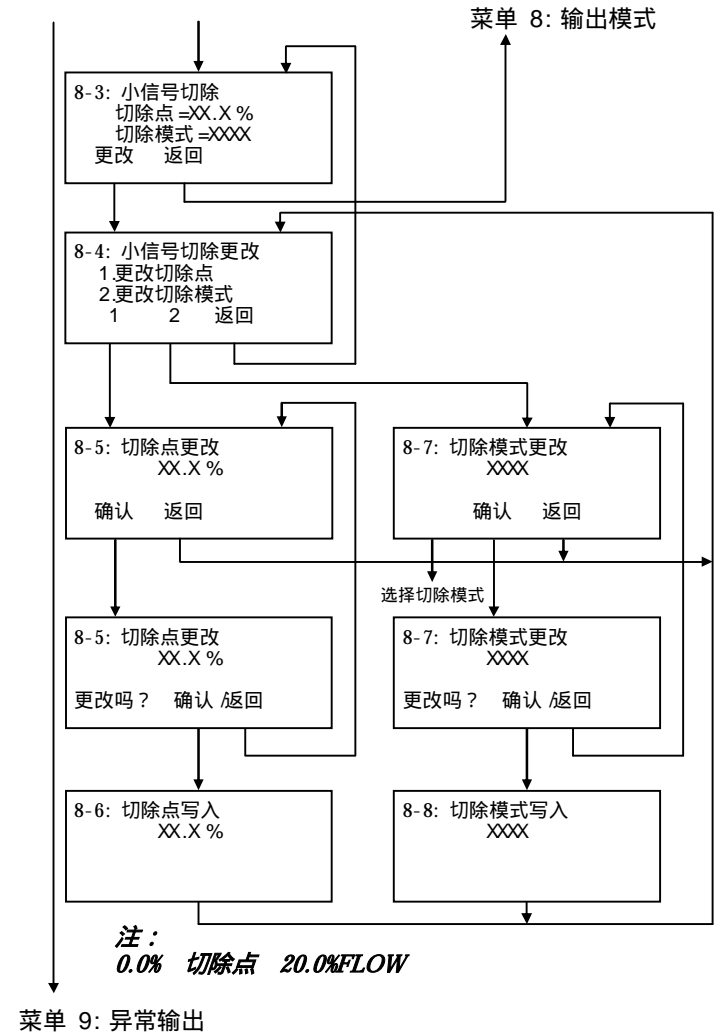 菜单 8: 输出模式
8-3: 小信号切除
切除点=XX.X %
切除模式=XXXX
更改 返回
8-4: 小信号切除更改
1.更改切除点
2.更改切除模式
1 2 返回
8-5: 切除点更改
XX.X %
确认 返回
8-7: 切除模式更改
XXXX
确认 返回
选择切除模式
8-5: 切除点更改
XX.X %
更改吗? 确认/返回
8-7: 切除模式更改
XXXX
更改吗? 确认/返回
8-6: 切除点写入
XX.X %
8-8: 切除模式写入
XXXX
注:
0.0% 切除点 20.0%FLOW
菜单 9: 异常输出